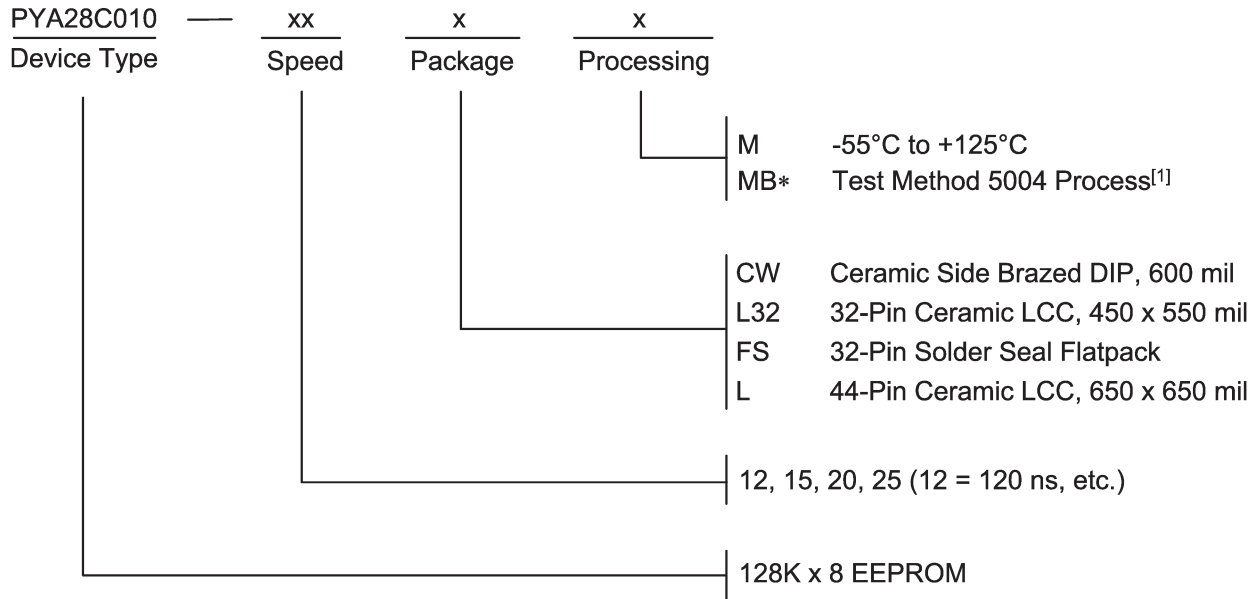 PYA28C010 — xx x x
Device Type Speed Package Processing
M -55°C to +125°C
MB* Test Method 5004 Process[1]
CW Ceramic Side Brazed DIP, 600 mil
L32 32-Pin Ceramic LCC, 450 x 550 mil
FS 32-Pin Solder Seal Flatpack
L 44-Pin Ceramic LCC, 650 x 650 mil
12, 15, 20, 25 (12 = 120 ns, etc.)
128K x 8 EEPROM